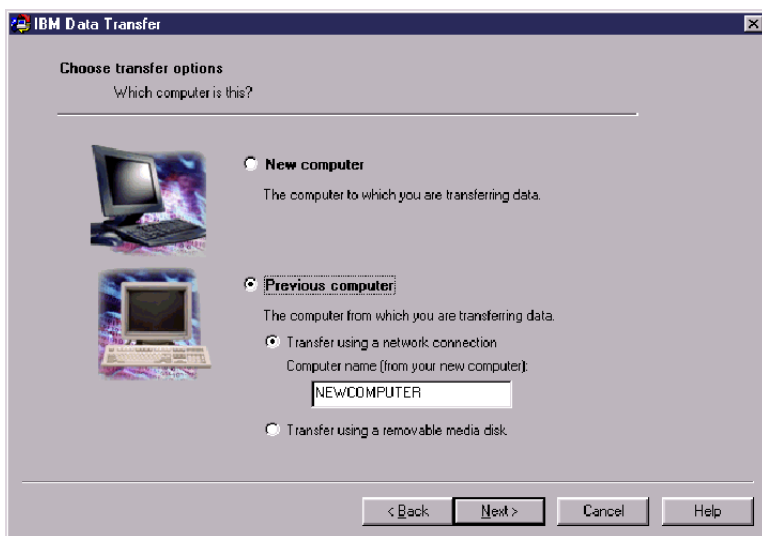 IBM Data Transfer
Choose transfer options
Which computer is this?
New computer
The computer to which you are transferring data.
Previous computer
The computer from which you are transferring data.
Transfer using a network connection
Computer name (from your new computer):
NEWCOMPUTER
Transfer using a removable media disk
< Back Next > Cancel Help